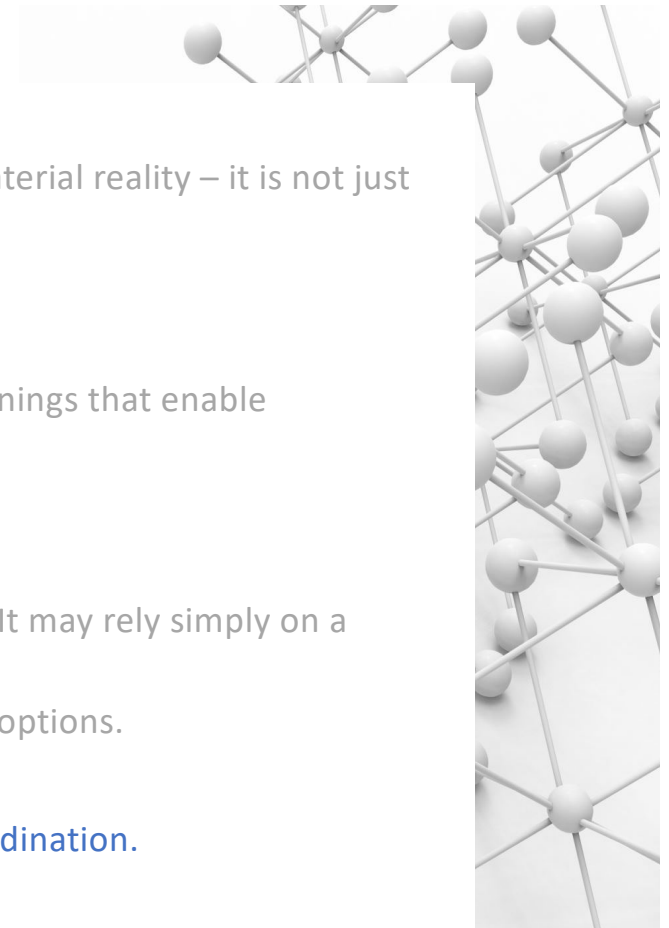 terial reality – it is not just
nings that enable
It may rely simply on a
options.
dination.